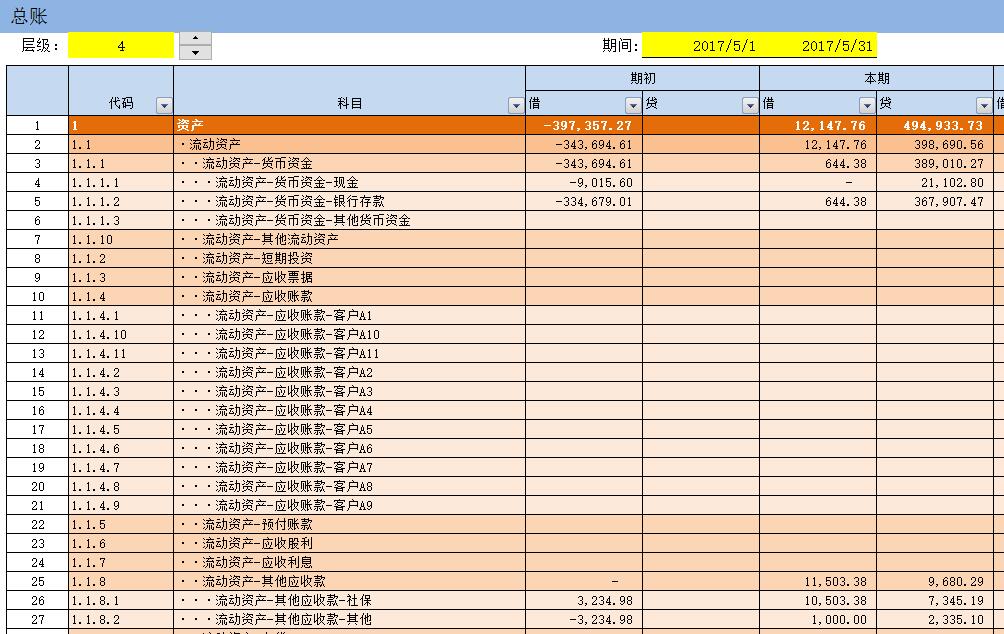 总账
层级： 4 期间： 2017/5/1 2017/5/31
期初 本期
代码 科目 借 贷 借 贷 借
1 1 资产 -397,357.27 12,147.76 494,933.73
2 1.1 ·流动资产 -343,694.61 12,147.76 398,690.56
3 1.1.1 ··流动资产-货币资金 -343,694.61 644.38 389,010.27
4 1.1.1.1 ···流动资产-货币资金-现金 -9,015.60 - 21,102.80
5 1.1.1.2 ···流动资产-货币资金-银行存款 -334,679.01 644.38 367,907.47
6 1.1.1.3 ···流动资产-货币资金-其他货币资金
7 1.1.10 ··流动资产-其他流动资产
8 1.1.2 ··流动资产-短期投资
9 1.1.3 ··流动资产-应收票据
10 1.1.4 ··流动资产-应收账款
11 1.1.4.1 ···流动资产-应收账款-客户A1
12 1.1.4.10 ···流动资产-应收账款-客户A10
13 1.1.4.11 ···流动资产-应收账款-客户A11
14 1.1.4.2 ···流动资产-应收账款-客户A2
15 1.1.4.3 ···流动资产-应收账款-客户A3
16 1.1.4.4 ···流动资产-应收账款-客户A4
17 1.1.4.5 ···流动资产-应收账款-客户A5
18 1.1.4.6 ···流动资产-应收账款-客户A6
19 1.1.4.7 ···流动资产-应收账款-客户A7
20 1.1.4.8 ···流动资产-应收账款-客户A8
21 1.1.4.9 ···流动资产-应收账款-客户A9
22 1.1.5 ··流动资产-预付账款
23 1.1.6 ··流动资产-应收股利
24 1.1.7 ··流动资产-应收利息
25 1.1.8 ··流动资产-其他应收款 - 11,503.38 9,680.29
26 1.1.8.1 ···流动资产-其他应收款-社保 3,234.98 10,503.38 7,345.19
27 1.1.8.2 ···流动资产-其他应收款-其他 -3,234.98 1,000.00 2,335.10